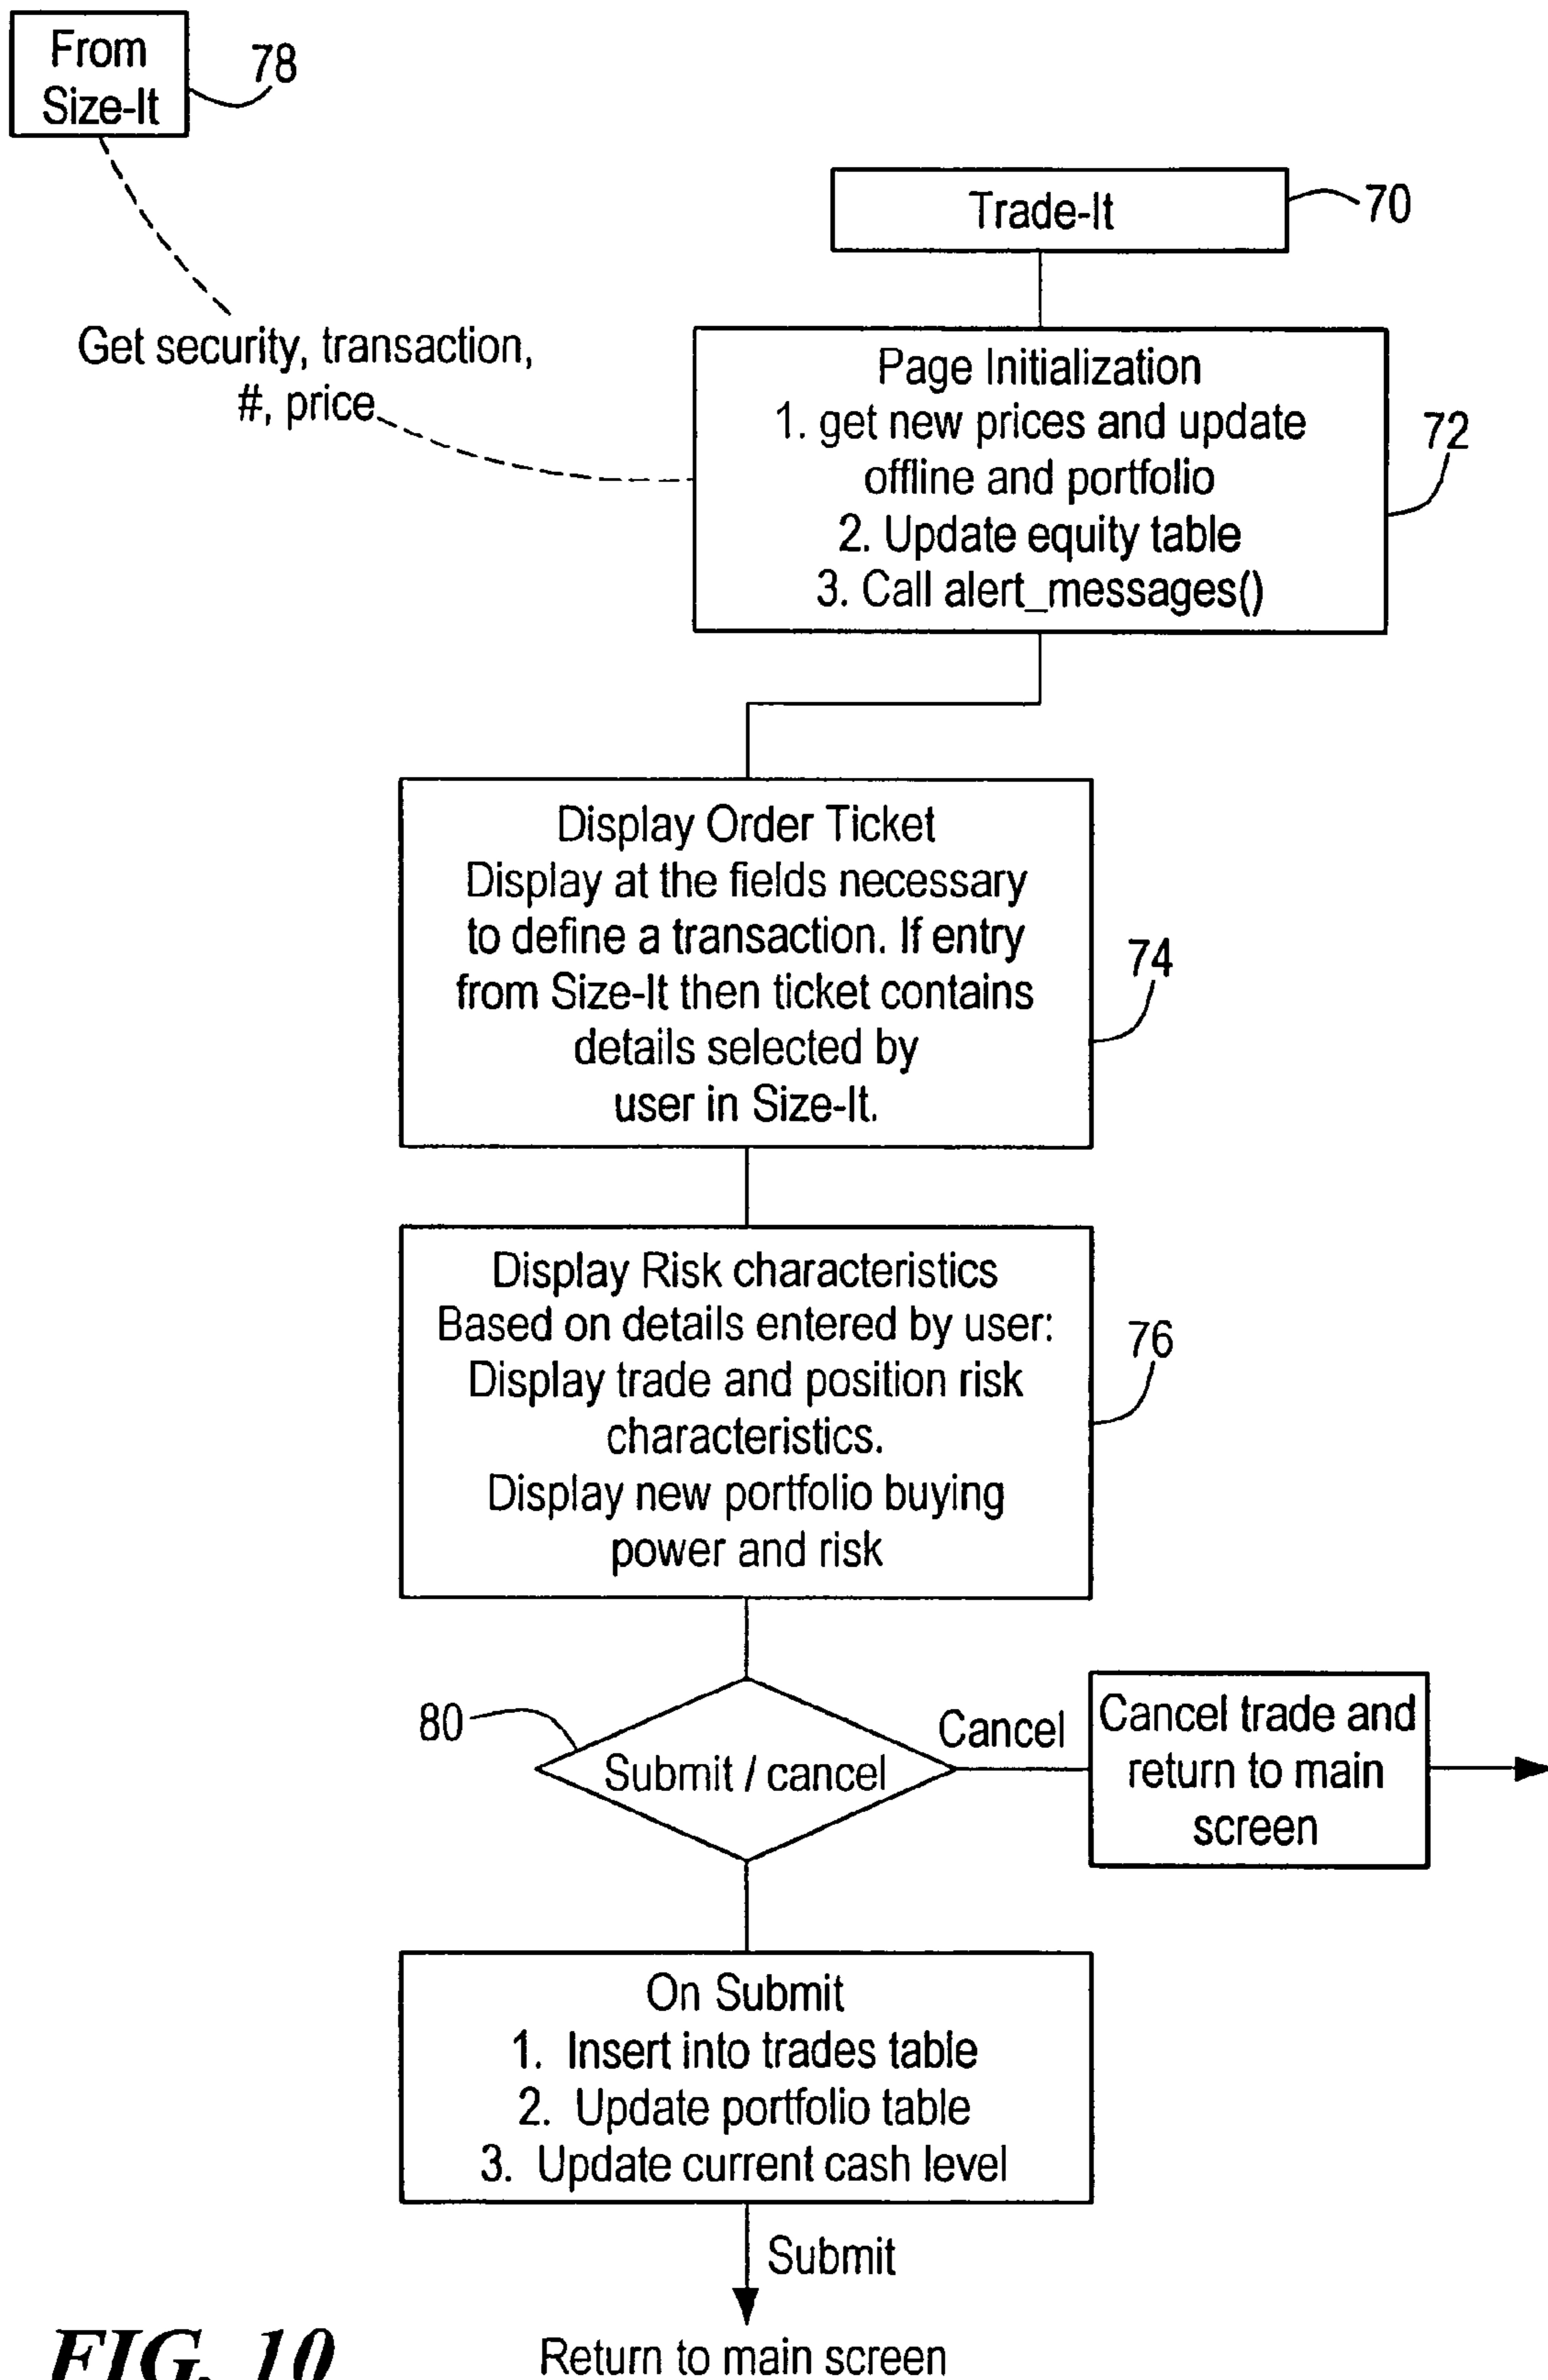 From
Size-It
78
Trade-It
70
Get security, transaction,
#, price
Page Initialization
1. get new prices and update
offline and portfolio
2. Update equity table
3. Call alert_messages()
72
Display Order Ticket
Display at the fields necessary
to define a transaction. If entry
from Size-It then ticket contains
details selected by
user in Size-It.
74
Display Risk characteristics
Based on details entered by user:
Display trade and position risk
characteristics.
Display new portfolio buying
power and risk
76
80
Submit / cancel
Cancel
Cancel trade and
return to main
screen
On Submit
1. Insert into trades table
2. Update portfolio table
3. Update current cash level
Submit
Return to main screen
FIG. 10